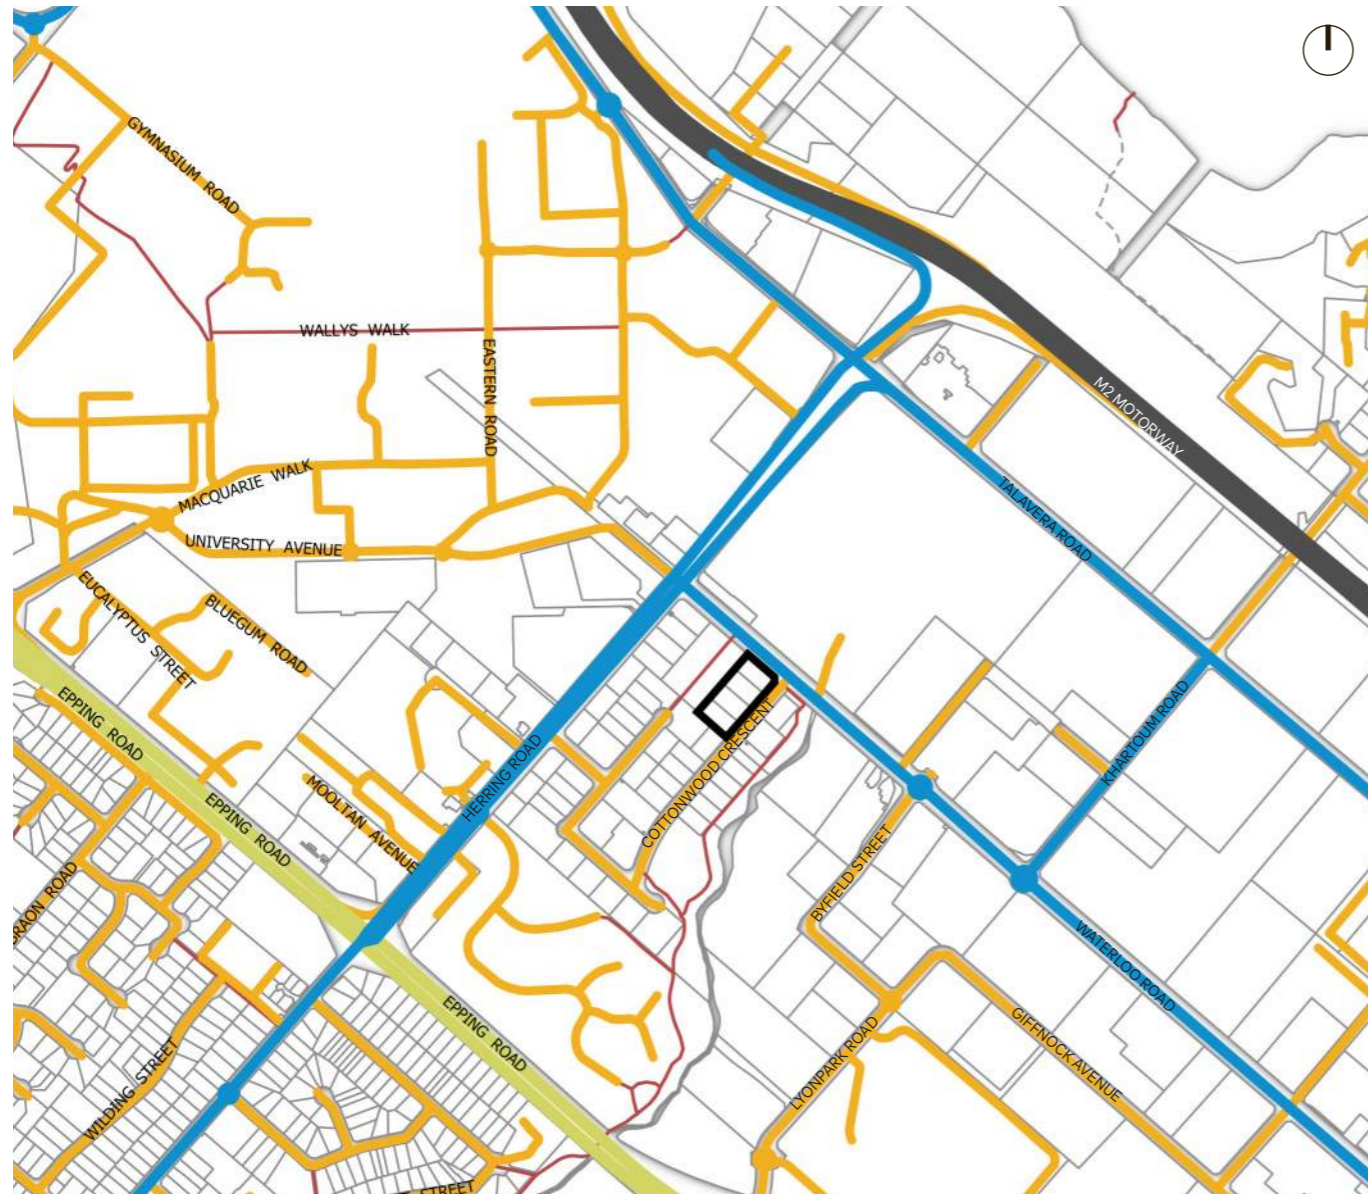 GYMNASIUM ROAD
WALLYS WALK
EASTERN ROAD
M2 MOTORWAY
MACQUARIE WALK
TALAVERA ROAD
UNIVERSITY AVENUE
EUCALYPTUS STREET
BLUEGUM ROAD
EPPING ROAD
KHARTOUM ROAD
COTTONWOOD CRESCENT
HERRING ROAD
MOOLTAN AVENUE
EPPING ROAD
BYFIELD STREET
RAON ROAD
WATERLOO ROAD
EPPING ROAD
GIFFNOCK AVENUE
LYONPARK ROAD
WILDING STREET
STREET